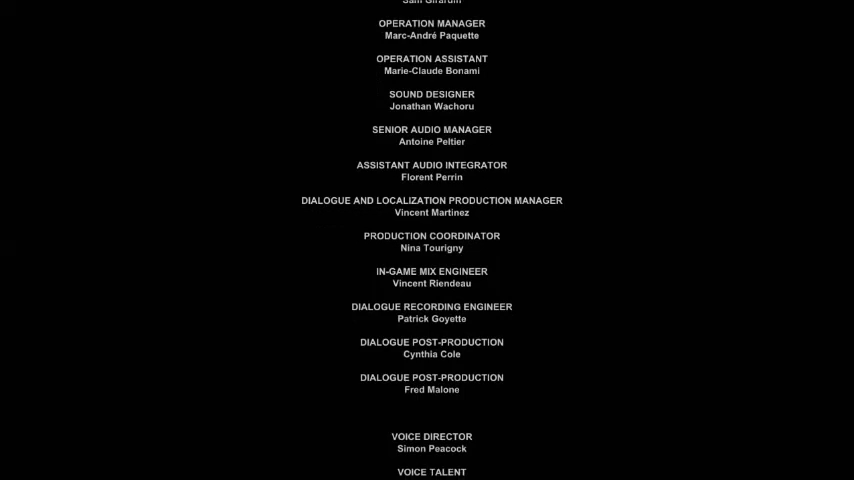 OPERATION MANAGER
Marc-André Paquette
OPERATION ASSISTANT
Marie-Claude Bonami
SOUND DESIGNER
Jonathan Wachoru
SENIOR AUDIO MANAGER
Antoine Peltier
ASSISTANT AUDIO INTEGRATOR
Florent Perrin
DIALOGUE AND LOCALIZATION PRODUCTION MANAGER
Vincent Martinez
PRODUCTION COORDINATOR
Nina Tourigny
IN-GAME MIX ENGINEER
Vincent Riendeau
DIALOGUE RECORDING ENGINEER
Patrick Goyette
DIALOGUE POST-PRODUCTION
Cynthia Cole
DIALOGUE POST-PRODUCTION
Fred Malone
VOICE DIRECTOR
Simon Peacock
VOICE TALENT